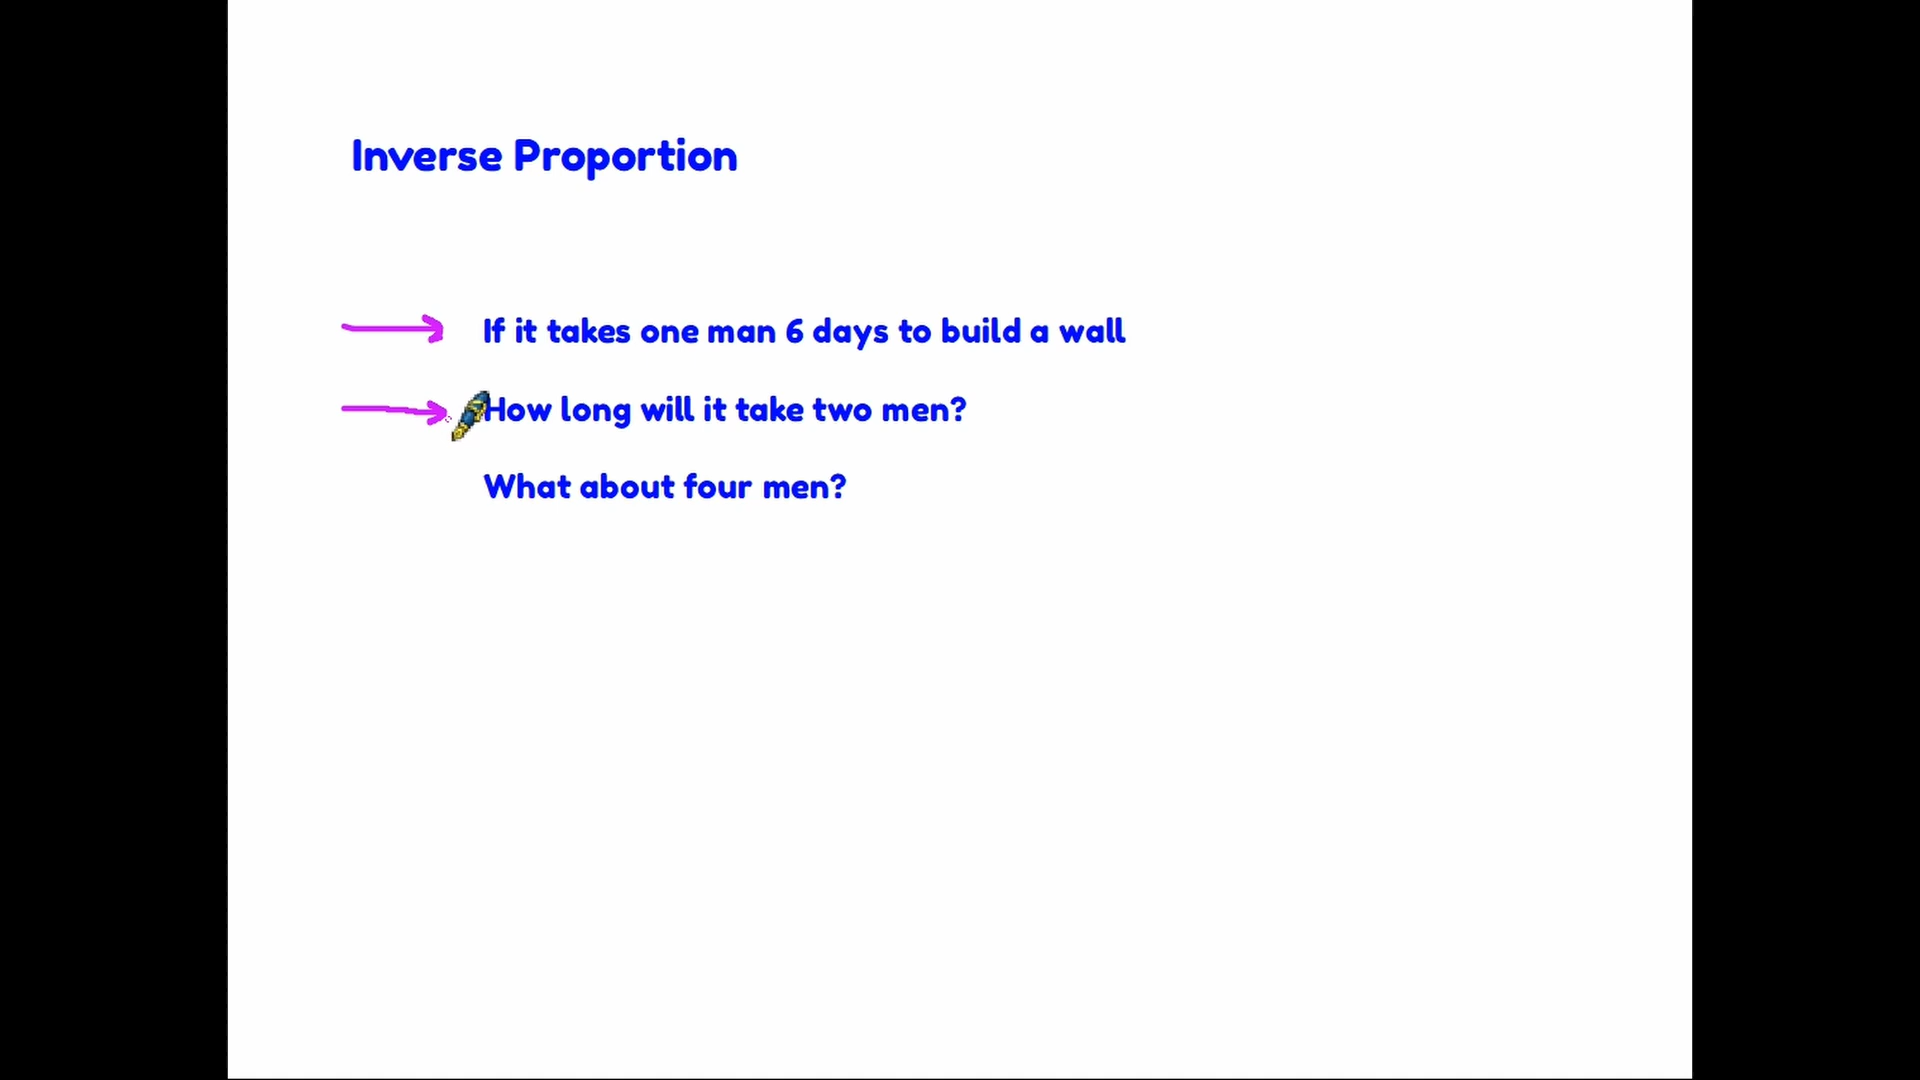 Inverse Proportion
If it takes one man 6 days to build a wall
How long will it take two men?
What about four men?